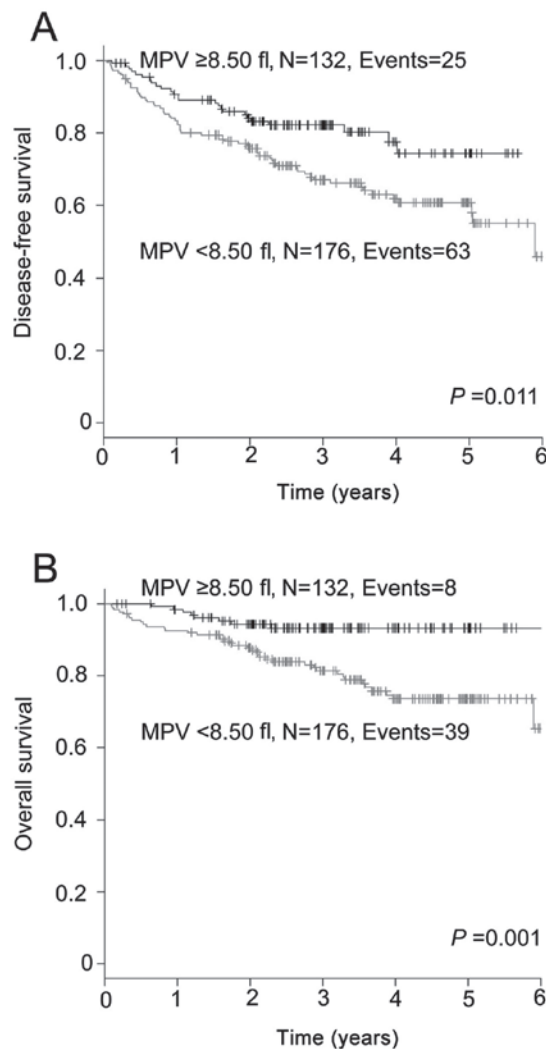 A
MPV ≥8.50 fl, N=132, Events=25
1.0
0.8
0.6
0.4
0.2
0
Disease-free survival
MPV <8.50 fl, N=176, Events=63
P =0.011
0 1 2 3 4 5 6
Time (years)
B
MPV ≥8.50 fl, N=132, Events=8
1.0
0.8
0.6
0.4
0.2
0
Overall survival
MPV <8.50 fl, N=176, Events=39
P =0.001
0 1 2 3 4 5 6
Time (years)